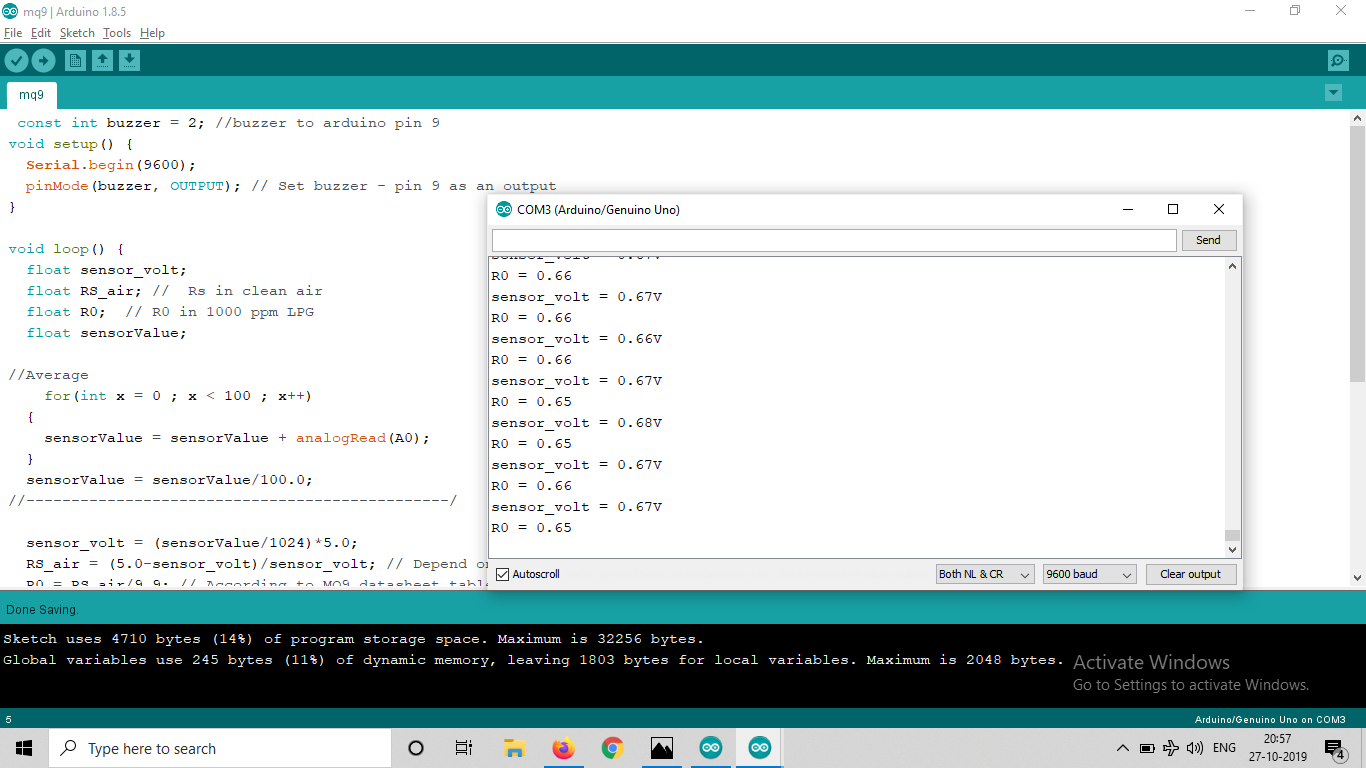 mq9 | Arduino 1.8.5
File Edit Sketch Tools Help
mq9
const int buzzer = 2; //buzzer to arduino pin 9
void setup() {
Serial.begin(9600);
pinMode(buzzer, OUTPUT); // Set buzzer - pin 9 as an output
}
void loop() {
float sensor_volt;
float RS_air; //  Rs in clean air
float R0;  // R0 in 1000 ppm LPG
float sensorValue;
//Average
for(int x = 0 ; x < 100 ; x++)
{
sensorValue = sensorValue + analogRead(A0);
}
sensorValue = sensorValue/100.0;
//-----------------------------------------------/
sensor_volt = (sensorValue/1024)*5.0;
RS_air = (5.0-sensor_volt)/sensor_volt; // Depend on
R0 = RS_air/9.9; // According to MQ9 datasheet table
COM3 (Arduino/Genuino Uno)
Send
R0 = 0.66
sensor_volt = 0.67V
R0 = 0.66
sensor_volt = 0.66V
R0 = 0.66
sensor_volt = 0.67V
R0 = 0.65
sensor_volt = 0.68V
R0 = 0.65
sensor_volt = 0.67V
R0 = 0.66
sensor_volt = 0.67V
R0 = 0.65
Autoscroll Both NL & CR 9600 baud Clear output
Done Saving.
Sketch uses 4710 bytes (14%) of program storage space. Maximum is 32256 bytes.
Global variables use 245 bytes (11%) of dynamic memory, leaving 1803 bytes for local variables. Maximum is 2048 bytes.
Activate Windows
Go to Settings to activate Windows.
5 Arduino/Genuino Uno on COM3
Type here to search
ENG
20:57
27-10-2019
4